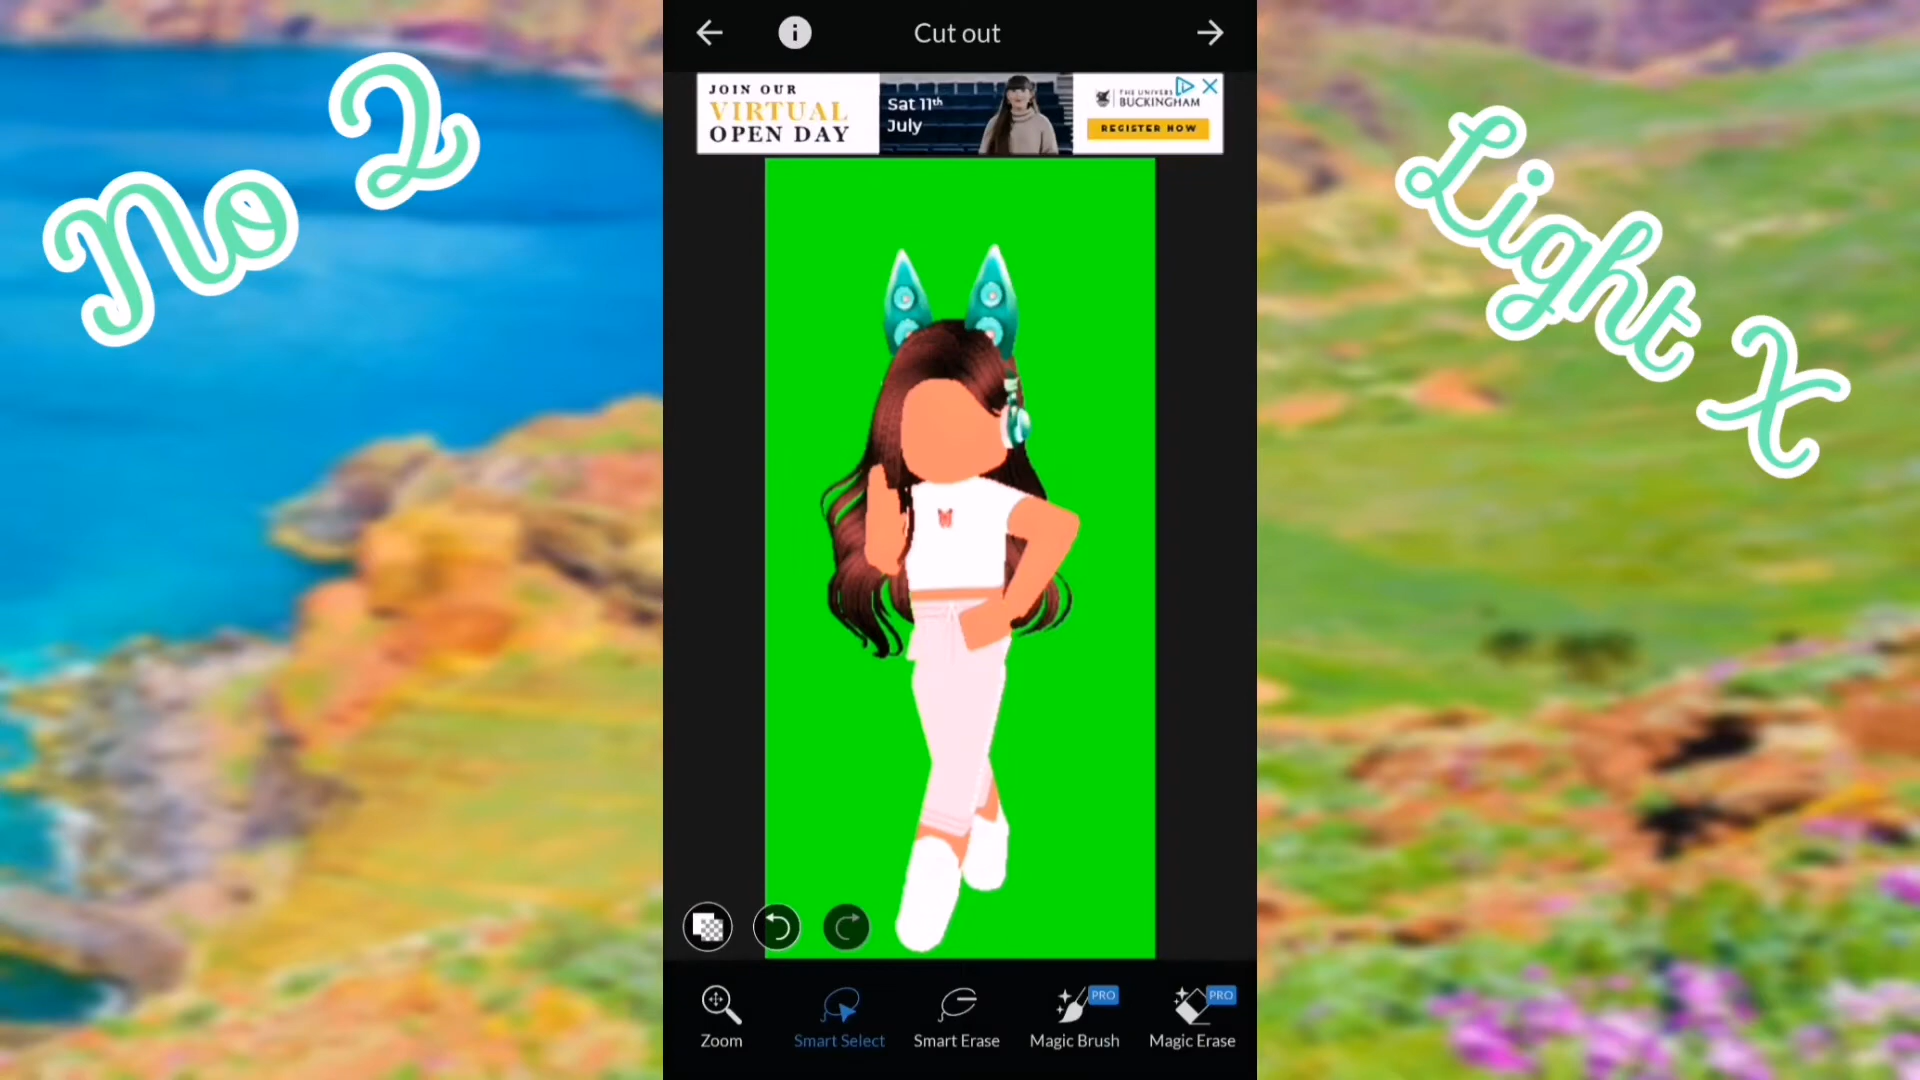 No 2
Light X
Cut out
JOIN OUR
VIRTUAL
OPEN DAY
Sat 11th
July
BUCKINGHAM
REGISTER NOW
Zoom
Smart Select
Smart Erase
PRO
Magic Brush
PRO
Magic Erase